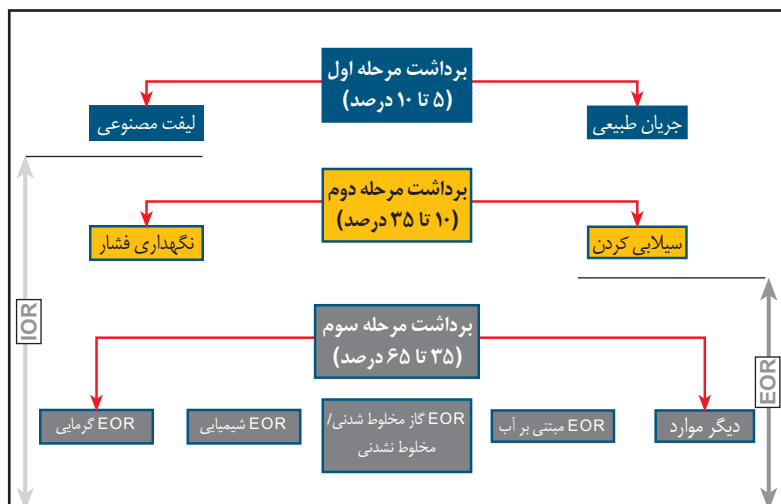 برداشت مرحله اول
(۵ تا ۱۰ درصد)
جریان طبیعی
لیفت مصنوعی
برداشت مرحله دوم
(۱۰ تا ۳۵ درصد)
سیلابی کردن
نگهداری فشار
IOR
EOR
برداشت مرحله سوم
(۳۵ تا ۶۵ درصد)
دیگر موارد
EOR مبتنی بر آب
EOR گاز مخلوط شدنی/
مخلوط نشدنی
EOR شیمیایی
EOR گرمایی